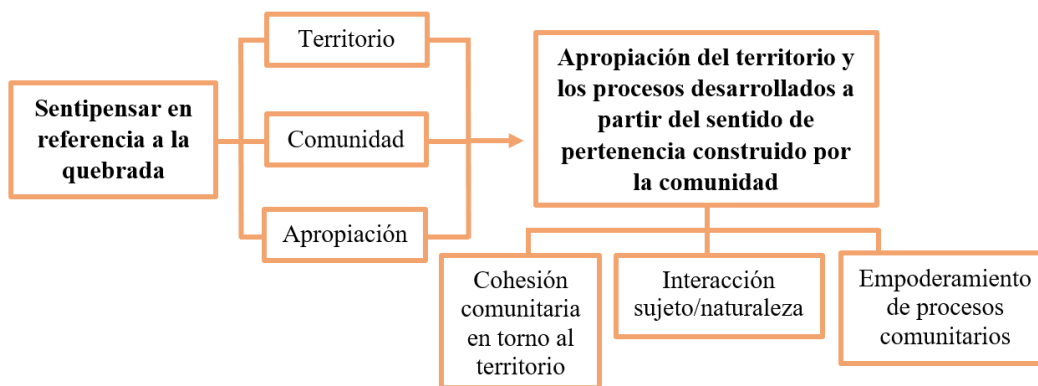 Sentipensar en
referencia a la
quebrada
Territorio
Comunidad
Apropiación
Apropiación del territorio y
los procesos desarrollados a
partir del sentido de
pertenencia construido por
la comunidad
Cohesión
comunitaria
en torno al
territorio
Interacción
sujeto/naturaleza
Empoderamiento
de procesos
comunitarios